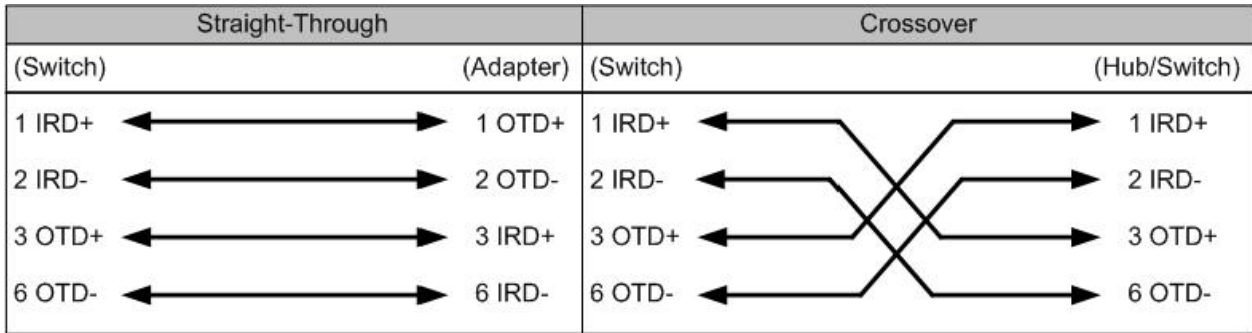 Straight-Through Crossover
(Switch) (Adapter) (Switch) (Hub/Switch)
1 IRD+ 1 OTD+ 1 IRD+ 1 IRD+
2 IRD- 2 OTD- 2 IRD- 2 IRD-
3 OTD+ 3 IRD+ 3 OTD+ 3 OTD+
6 OTD- 6 IRD- 6 OTD- 6 OTD-